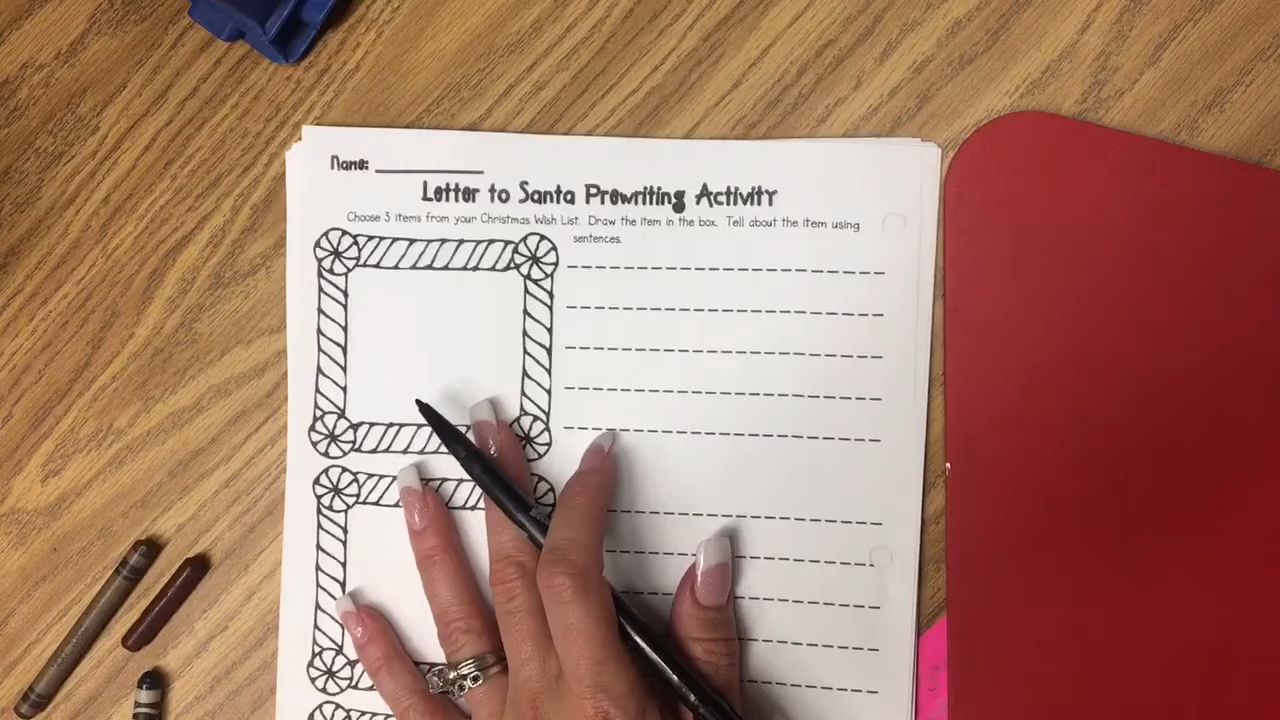 Name: 
Letter to Santa Prewriting Activity
Choose 3 items from your Christmas Wish List. Draw the item in the box. Tell about the item using
sentences.